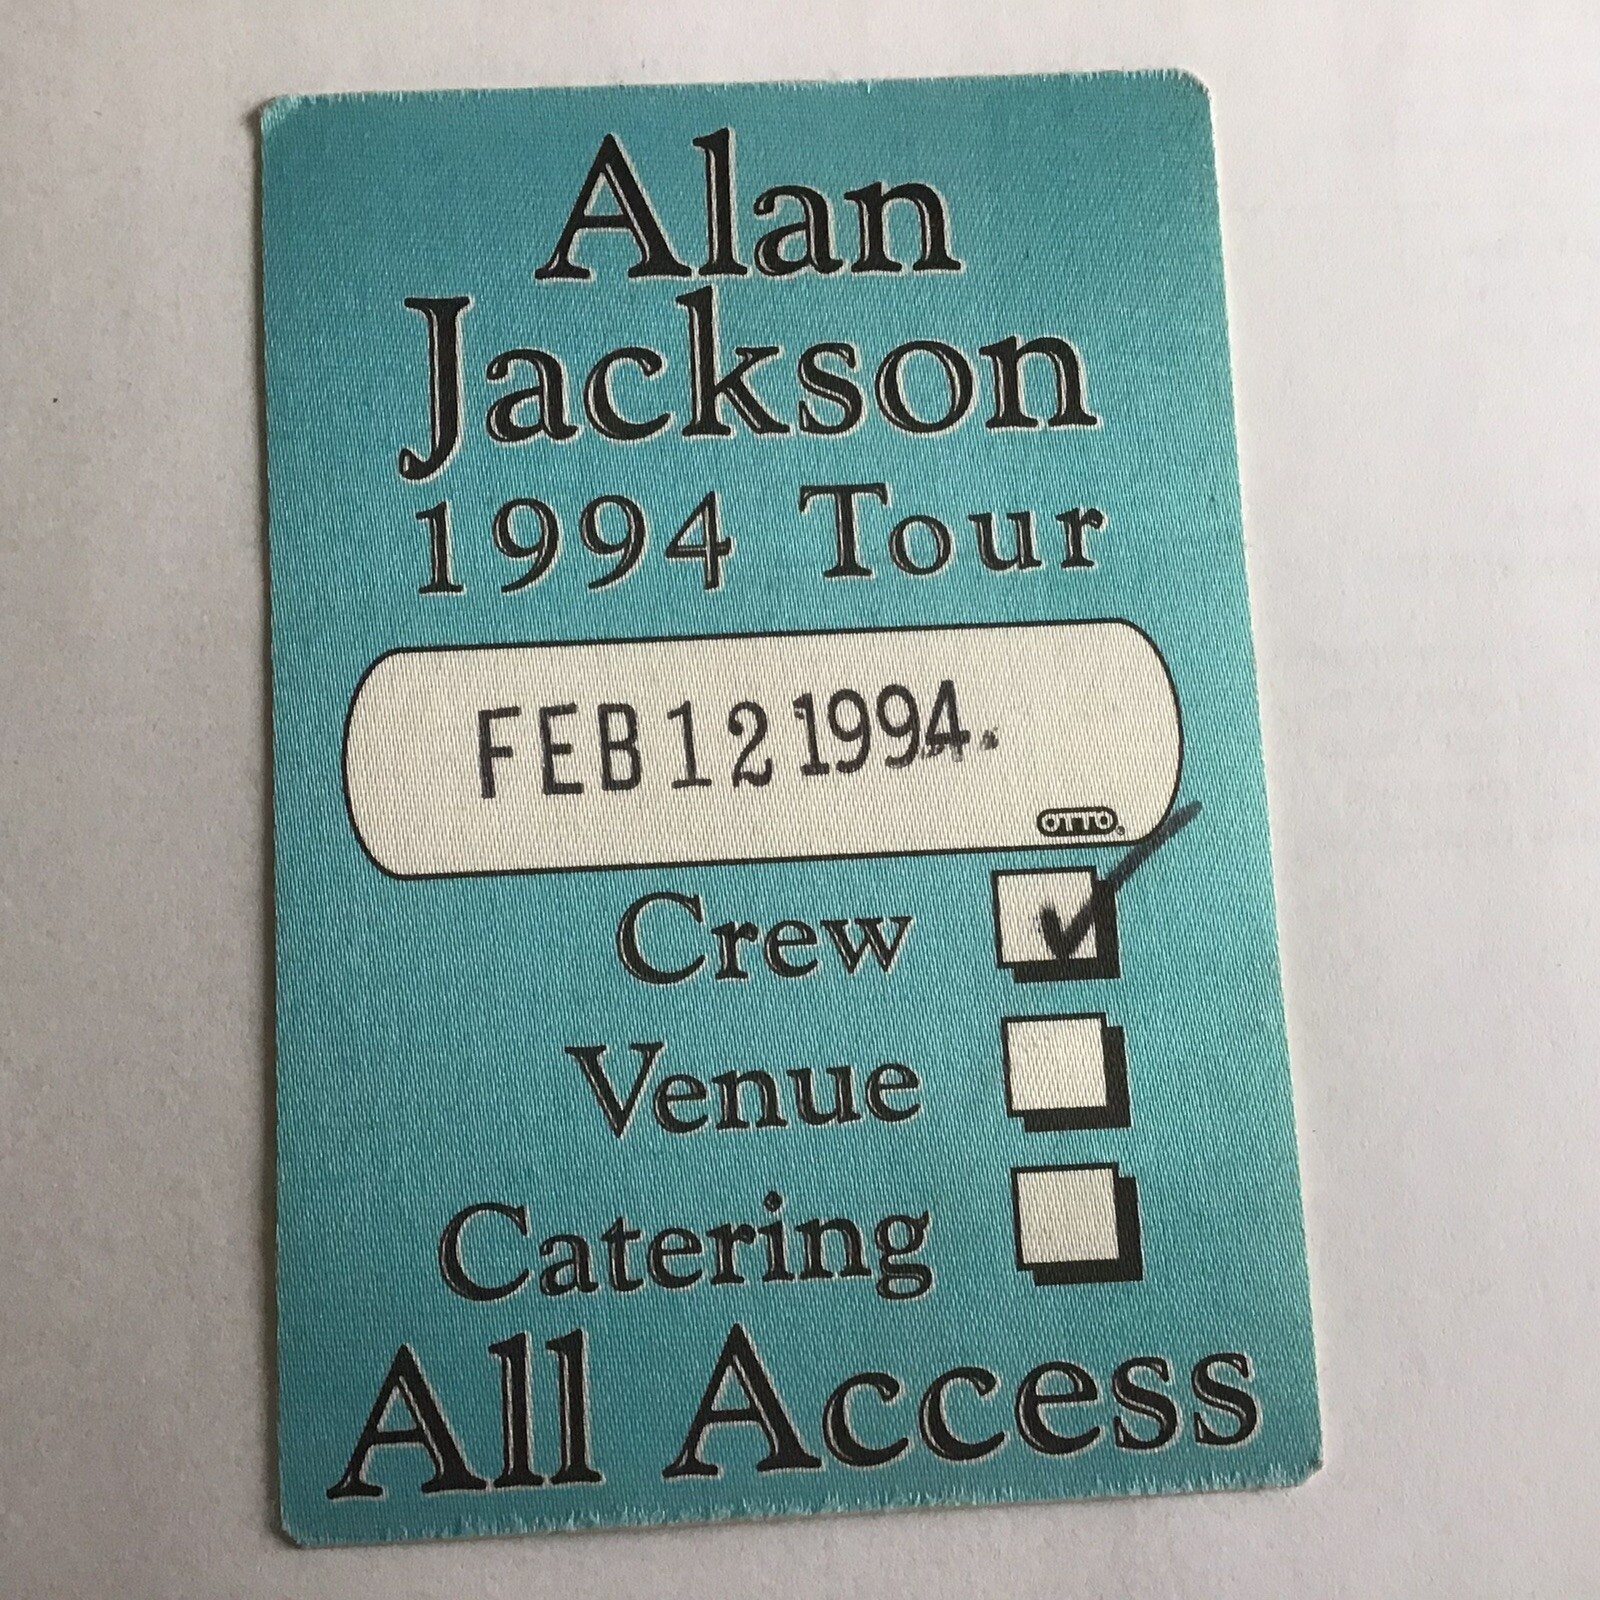 Alan
Jackson
1994 Tour
FEB 12 1994.
OTTO®
Crew
Venue
Catering
All Access